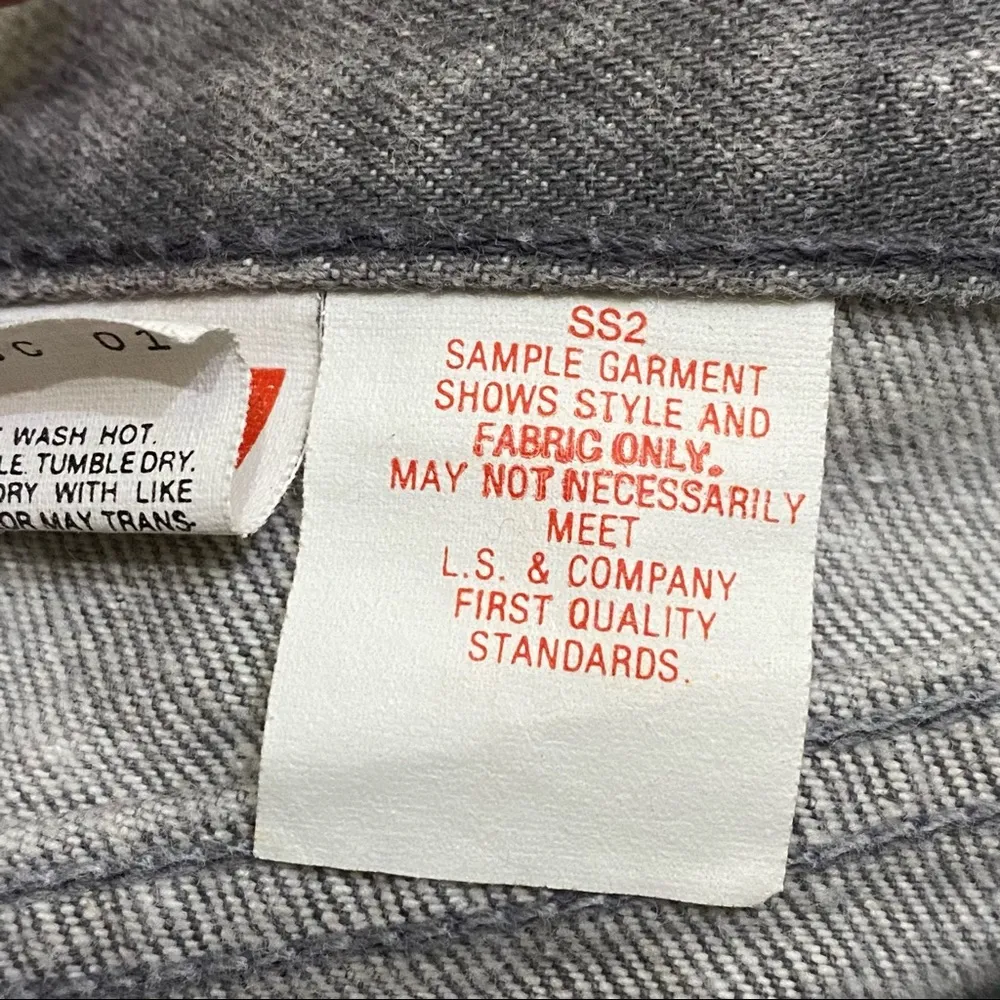 C 01
WASH HOT.
TUMBLE DRY.
WITH LIKE
OR MAY TRANS-
SS2
SAMPLE GARMENT
SHOWS STYLE AND
FABRIC ONLY.
MAY NOT NECESSARILY
MEET
L.S. & COMPANY
FIRST QUALITY
STANDARDS.